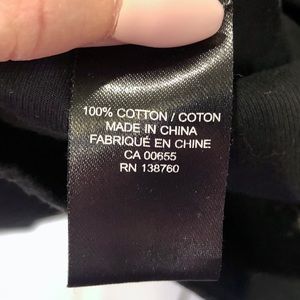 100% COTTON / COTON
MADE IN CHINA
FABRIQUÉ EN CHINE
CA 00655
RN 138760